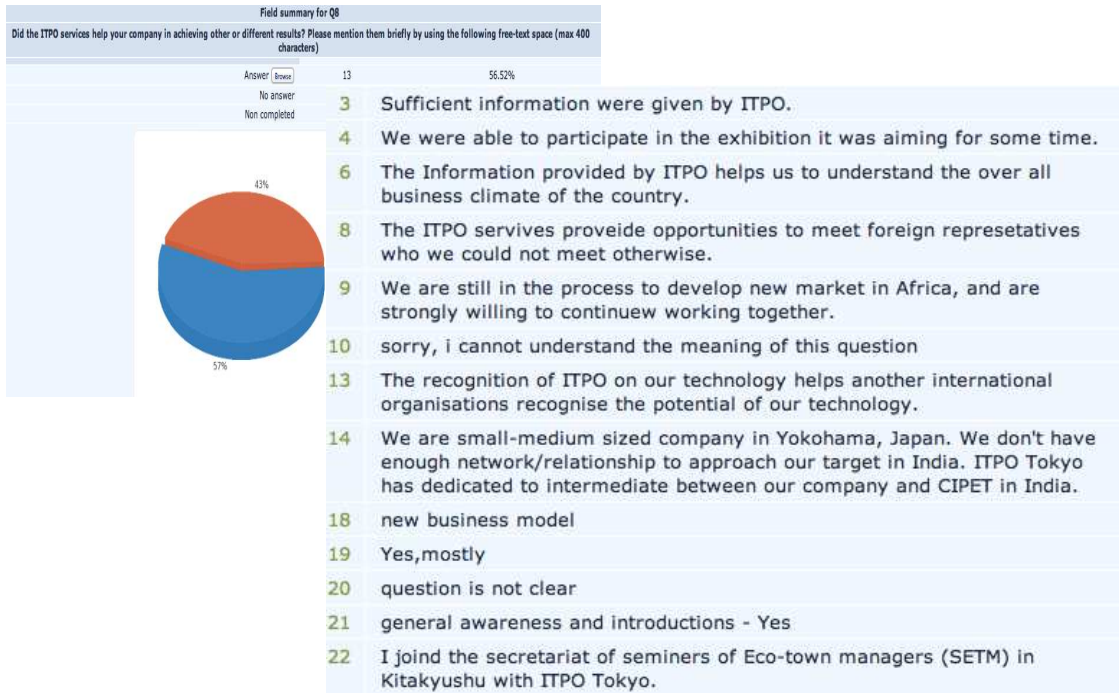 Field summary for Q8
Did the ITPO services help your company in achieving other or different results? Please mention them briefly by using the following free-text space (max 400
characters)
Answer Browse 13 56.52%
No answer
Non completed
43%
57%
3 Sufficient information were given by ITPO.
4 We were able to participate in the exhibition it was aiming for some time.
6 The Information provided by ITPO helps us to understand the over all
business climate of the country.
8 The ITPO servives proveide opportunities to meet foreign represetatives
who we could not meet otherwise.
9 We are still in the process to develop new market in Africa, and are
strongly willing to continuew working together.
10 sorry, i cannot understand the meaning of this question
13 The recognition of ITPO on our technology helps another international
organisations recognise the potential of our technology.
14 We are small-medium sized company in Yokohama, Japan. We don't have
enough network/relationship to approach our target in India. ITPO Tokyo
has dedicated to intermediate between our company and CIPET in India.
18 new business model
19 Yes,mostly
20 question is not clear
21 general awareness and introductions - Yes
22 I joind the secretariat of seminers of Eco-town managers (SETM) in
Kitakyushu with ITPO Tokyo.